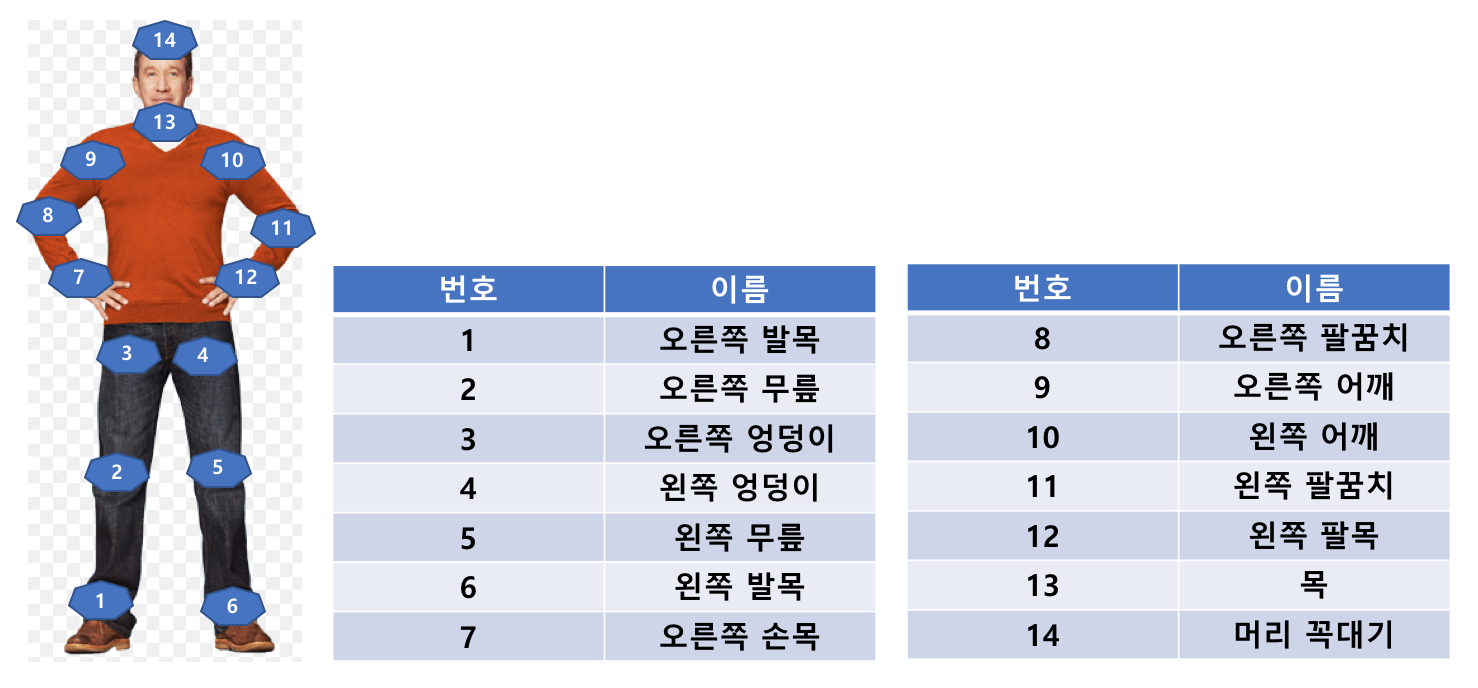 14
13
9
10
8
11
7
12
3
4
2
5
1
6
번호 이름
1 오른쪽 발목
2 오른쪽 무릎
3 오른쪽 엉덩이
4 왼쪽 엉덩이
5 왼쪽 무릎
6 왼쪽 발목
7 오른쪽 손목
번호 이름
8 오른쪽 팔꿈치
9 오른쪽 어깨
10 왼쪽 어깨
11 왼쪽 팔꿈치
12 왼쪽 팔목
13 목
14 머리 꼭대기